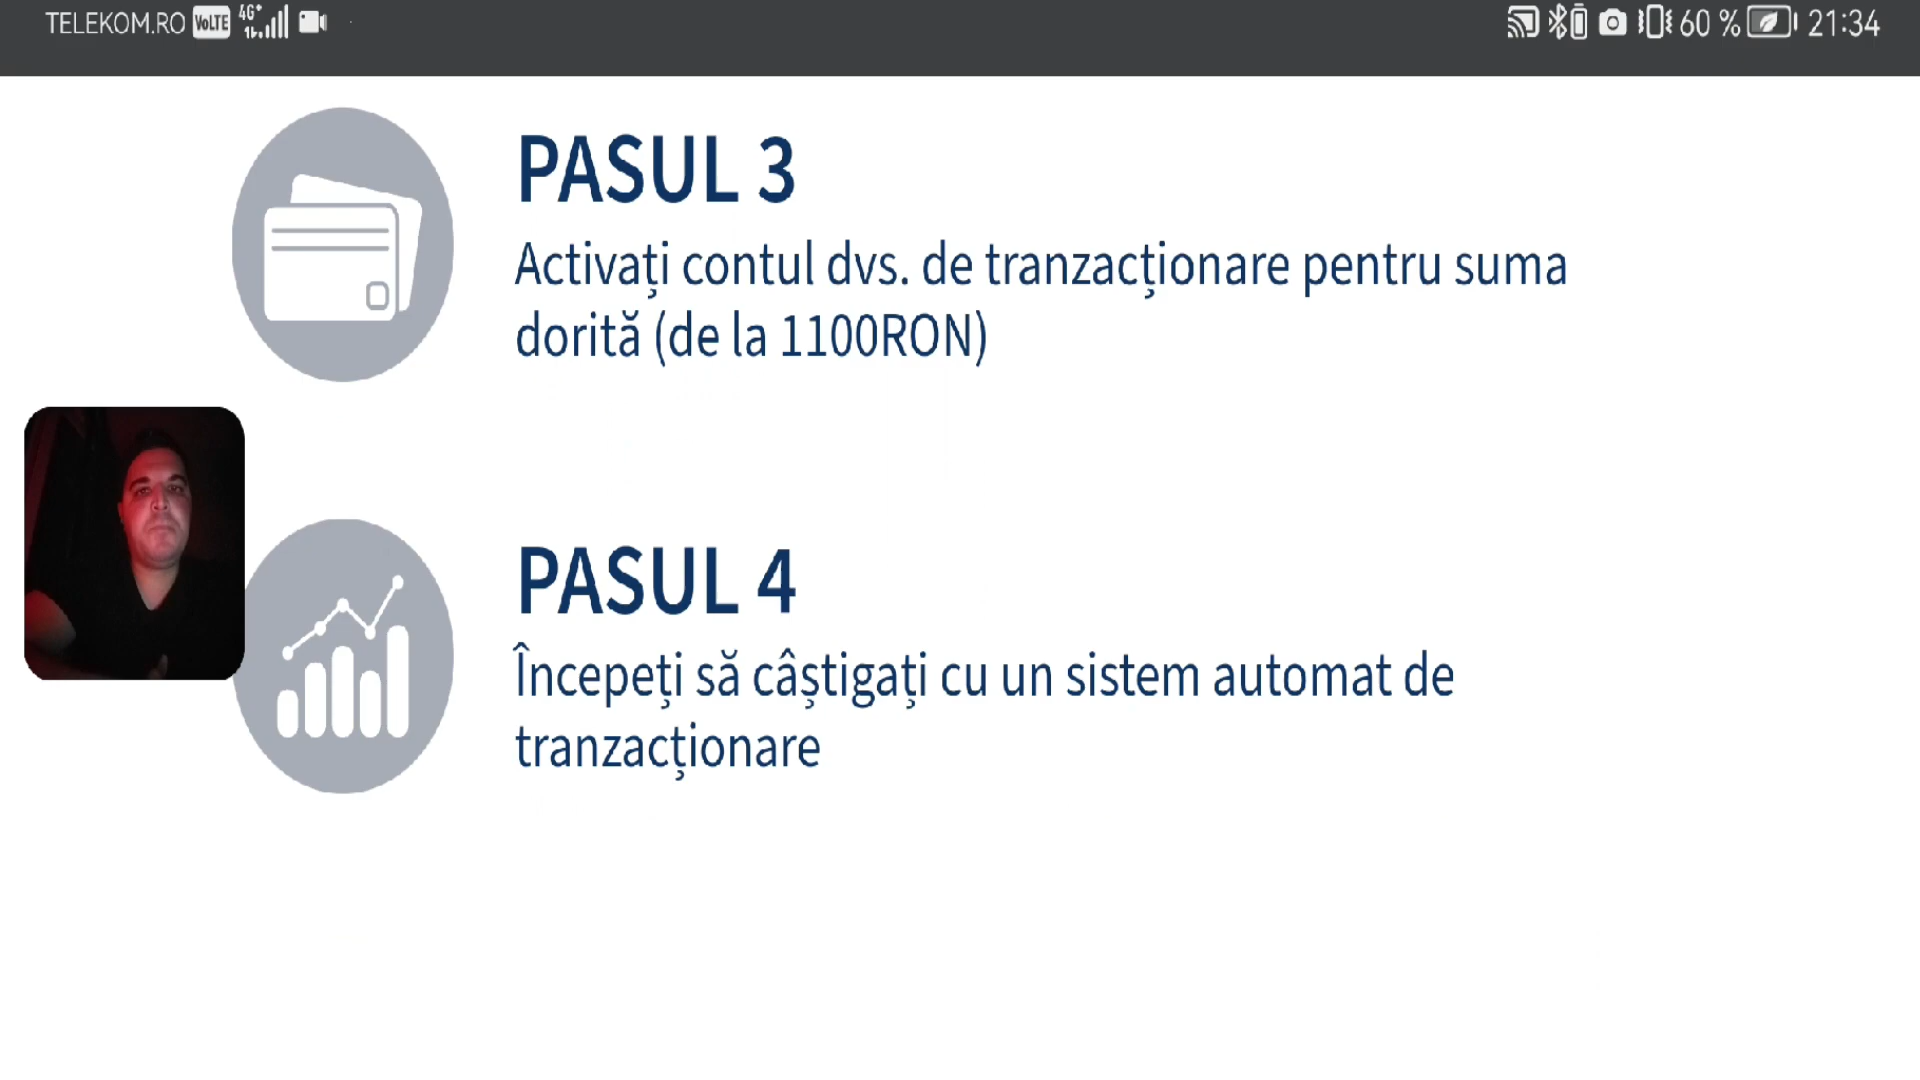 TELEKOM.RO VoLTE 4G+ 60 % 21:34
PASUL 3
Activați contul dvs. de tranzacționare pentru suma
dorită (de la 1100RON)
PASUL 4
Începeți să câștigați cu un sistem automat de
tranzacționare